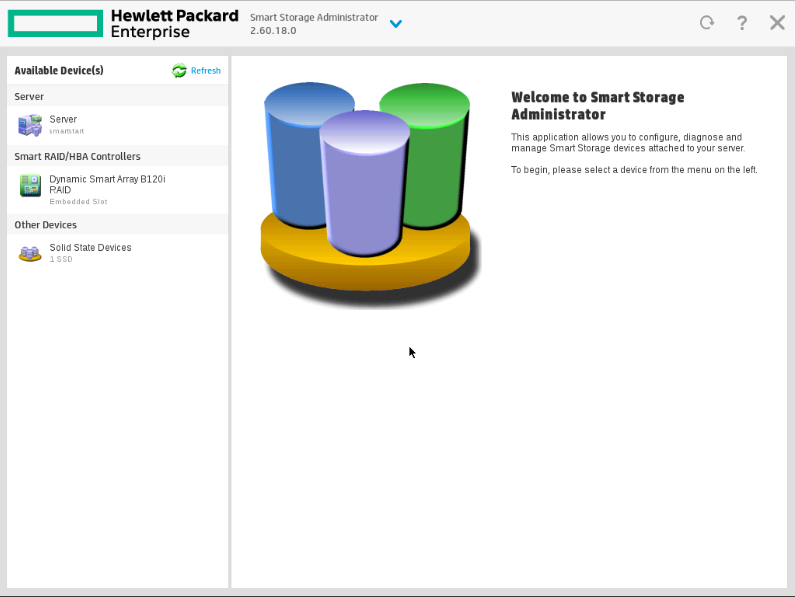 Hewlett Packard
Enterprise
Smart Storage Administrator
2.60.18.0
?
Available Device(s)
Refresh
Server
Server
smartstart
Smart RAID/HBA Controllers
Dynamic Smart Array B120i
RAID
Embedded Slot
Other Devices
Solid State Devices
1 SSD
Welcome to Smart Storage
Administrator
This application allows you to configure, diagnose and
manage Smart Storage devices attached to your server.
To begin, please select a device from the menu on the left.